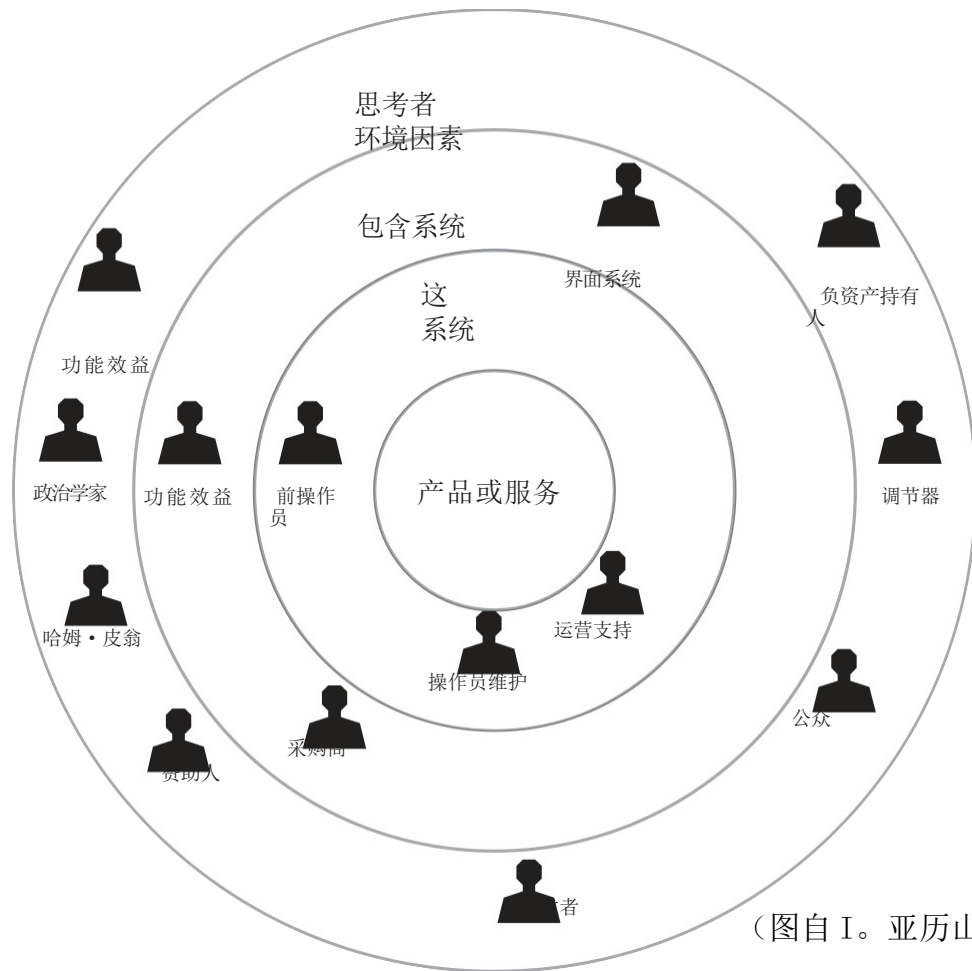 思考者
环境因素
包含系统
界面系统
负资产持有
人
这
系统
功能效益
政治学家
功能效益
前操作
员
产品或服务
调节器
哈姆·皮翁
运营支持
操作员维护
公众
采购商
赞助人
者
（图自 I。亚历山